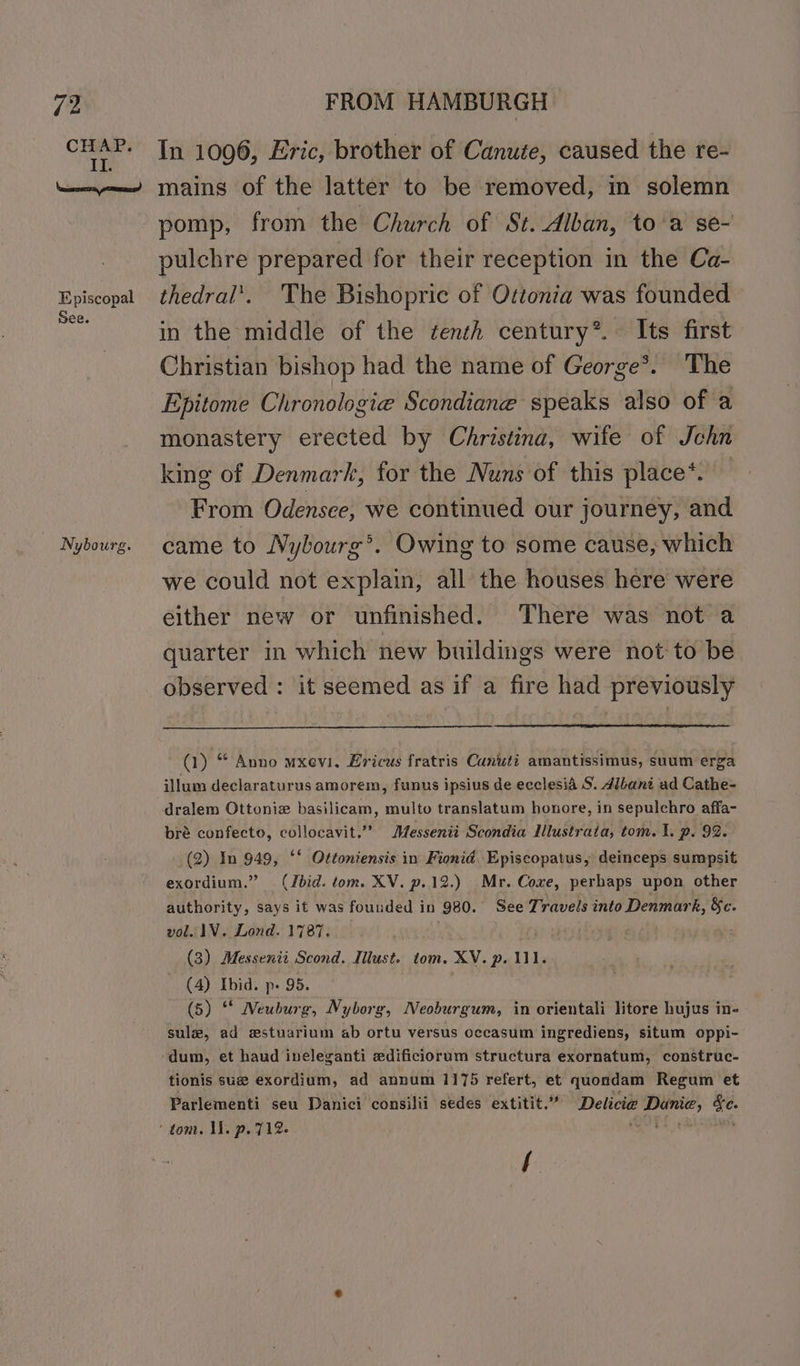 72 FROM HAMBURGH
CHAP.
II.
In 1096, Eric, brother of Canute, caused the re-
mains of the latter to be removed, in solemn
pomp, from the Church of St. Alban, to a se-
pulchre prepared for their reception in the Ca-
Episcopal
See.
thedral¹. The Bishopric of Ottonia was founded
in the middle of the tenth century². Its first
Christian bishop had the name of George³. The
Epitome Chronologiæ Scondianæ speaks also of a
monastery erected by Christina, wife of John
king of Denmark, for the Nuns of this place⁴.
From Odensee, we continued our journey, and
Nybourg.
came to Nybourg⁵. Owing to some cause, which
we could not explain, all the houses here were
either new or unfinished. There was not a
quarter in which new buildings were not to be
observed : it seemed as if a fire had previously
(1) “ Anno MXCVI. Ericus fratris Canuti amantissimus, suum erga
illum declaraturus amorem, funus ipsius de ecclesiâ S. Albani ad Cathe-
dralem Ottoniæ basilicam, multo translatum honore, in sepulchro affa-
brè confecto, collocavit.” Messenii Scondia Illustrata, tom. I. p. 92.
(2) In 949, “ Ottoniensis in Fioniâ Episcopatus, deinceps sumpsit
exordium.” (Ibid. tom. XV. p. 12.) Mr. Coxe, perhaps upon other
authority, says it was founded in 980. See Travels into Denmark, &c.
vol. IV. Lond. 1787.
(3) Messenii Scond. Illust. tom. XV. p. 111.
(4) Ibid. p. 95.
(5) “ Neuburg, Nyborg, Neoburgum, in orientali litore hujus in-
sulæ, ad æstuarium ab ortu versus occasum ingrediens, situm oppi-
dum, et haud ineleganti ædificiorum structura exornatum, construc-
tionis suæ exordium, ad annum 1175 refert, et quondam Regum et
Parlementi seu Danici consilii sedes extitit.” Deliciæ Daniæ, &c.
tom. II. p. 712.